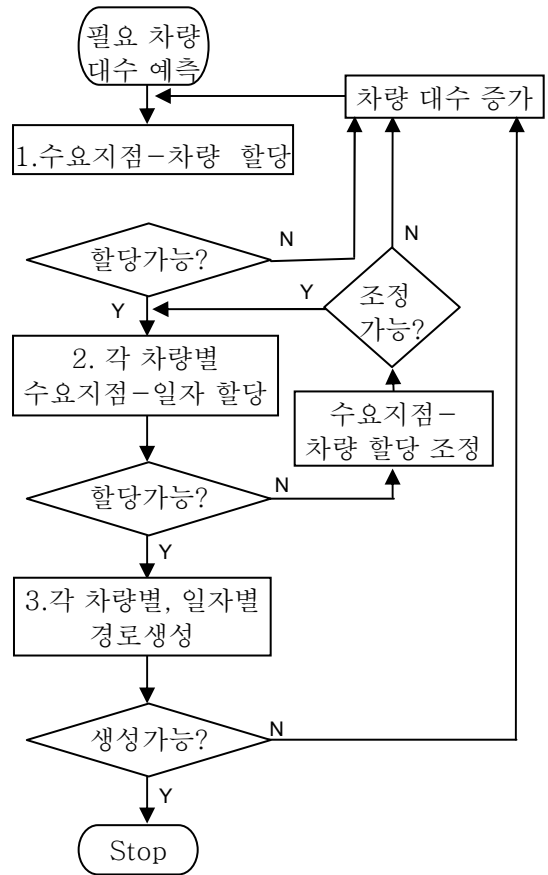 필요 차량
대수 예측
차량 대수 증가
1.수요지점-차량 할당
할당가능?
N
Y
조정
가능?
N
Y
2. 각 차량별
수요지점-일자 할당
수요지점-
차량 할당 조정
할당가능?
N
Y
3.각 차량별, 일자별
경로생성
생성가능?
N
Y
Stop